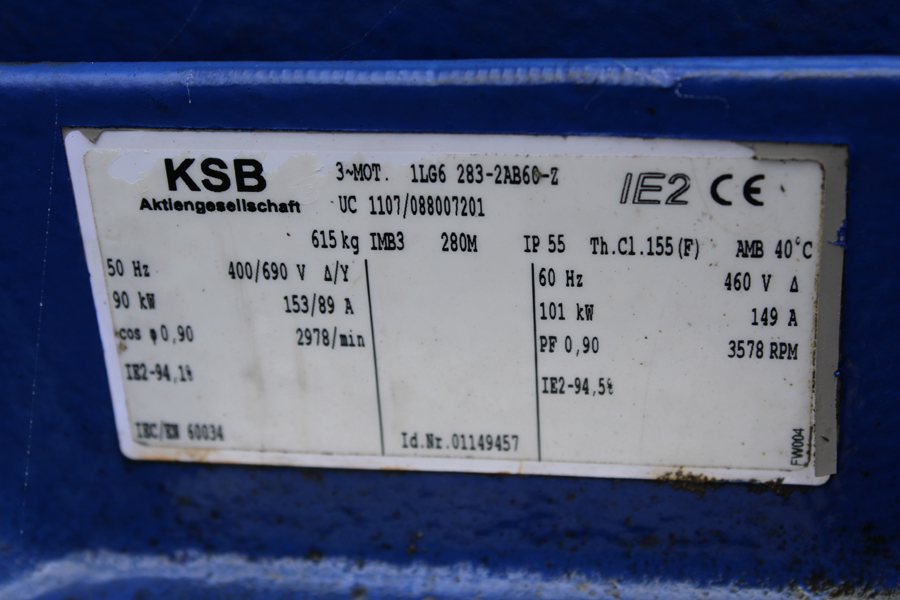 KSB
Aktiengesellschaft
3~MOT. 1LG6 283-2AB60-Z
UC 1107/088007201
IE2 CE
615kg IMB3 280M IP 55 Th.Cl.155(F) AMB 40°C
50 Hz 400/690 V Δ/Y
90 kW 153/89 A
cos φ 0,90 2978/min
IE2-94,1%
IEC/EN 60034
Id.Nr.01149457
60 Hz 460 V Δ
101 kW 149 A
PF 0,90 3578 RPM
IE2-94,5%
FW004